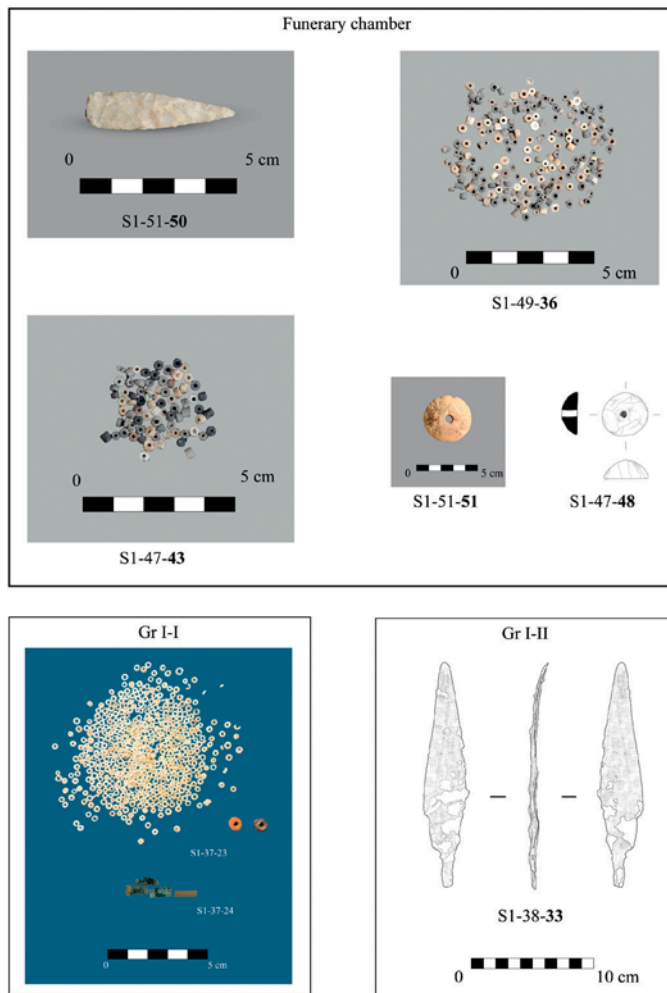 Funerary chamber
0 5 cm
S1-51-50
0 5 cm
S1-49-36
0 5 cm
S1-47-43
0 5 cm
S1-51-51
S1-47-48
Gr I-I
S1-37-23
S1-37-24
5 cm
Gr I-II
S1-38-33
0 10 cm